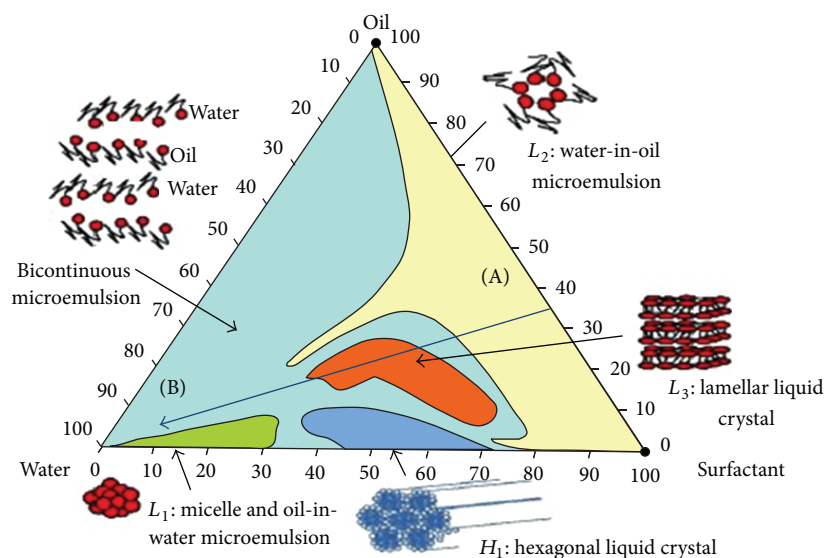 Oil
0
100
10
20
30
40
50
60
70
80
90
100
90
80
70
60
50
40
30
20
10
0
Water
Oil
Water
Bicontinuous
microemulsion
L2: water-in-oil
microemulsion
(A)
(B)
L3: lamellar liquid
crystal
Water
0
10
20
30
40
50
60
70
80
90
100
Surfactant
L1: micelle and oil-in-
water microemulsion
H1: hexagonal liquid crystal